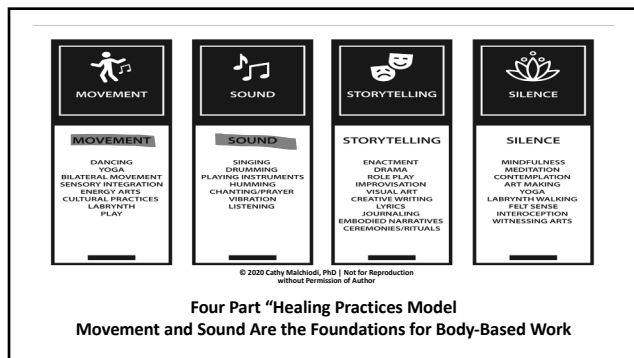 MOVEMENT
MOVEMENT
DANCING
YOGA
BILATERAL MOVEMENT
SENSORY INTEGRATION
ENERGY ARTS
CULTURAL PRACTICES
LABRYNTH
PLAY
SOUND
SOUND
SINGING
DRUMMING
PLAYING INSTRUMENTS
HUMMING
CHANTING/PRAYER
VIBRATION
LISTENING
STORYTELLING
STORYTELLING
ENACTMENT
DRAMA
ROLE PLAY
IMPROVISATION
VISUAL ART
CREATIVE WRITING
LYRICS
JOURNALING
EMBODIED NARRATIVES
CEREMONIES/RITUALS
SILENCE
SILENCE
MINDFULNESS
MEDITATION
CONTEMPLATION
ART MAKING
YOGA
LABRYNTH WALKING
FELT SENSE
INTEROCEPTION
WITNESSING ARTS
© 2020 Cathy Malchiodi, PhD | Not for Reproduction
without Permission of Author
Four Part “Healing Practices Model
Movement and Sound Are the Foundations for Body-Based Work